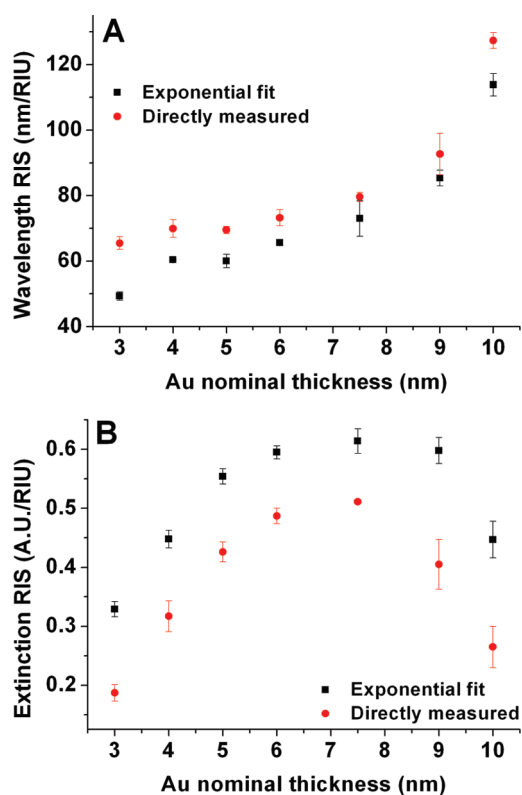 A
Exponential fit
Directly measured
Wavelength RIS (nm/RIU)
120
100
80
60
40
3 4 5 6 7 8 9 10
Au nominal thickness (nm)
B
Extinction RIS (A.U./RIU)
0.6
0.5
0.4
0.3
0.2
Exponential fit
Directly measured
3 4 5 6 7 8 9 10
Au nominal thickness (nm)